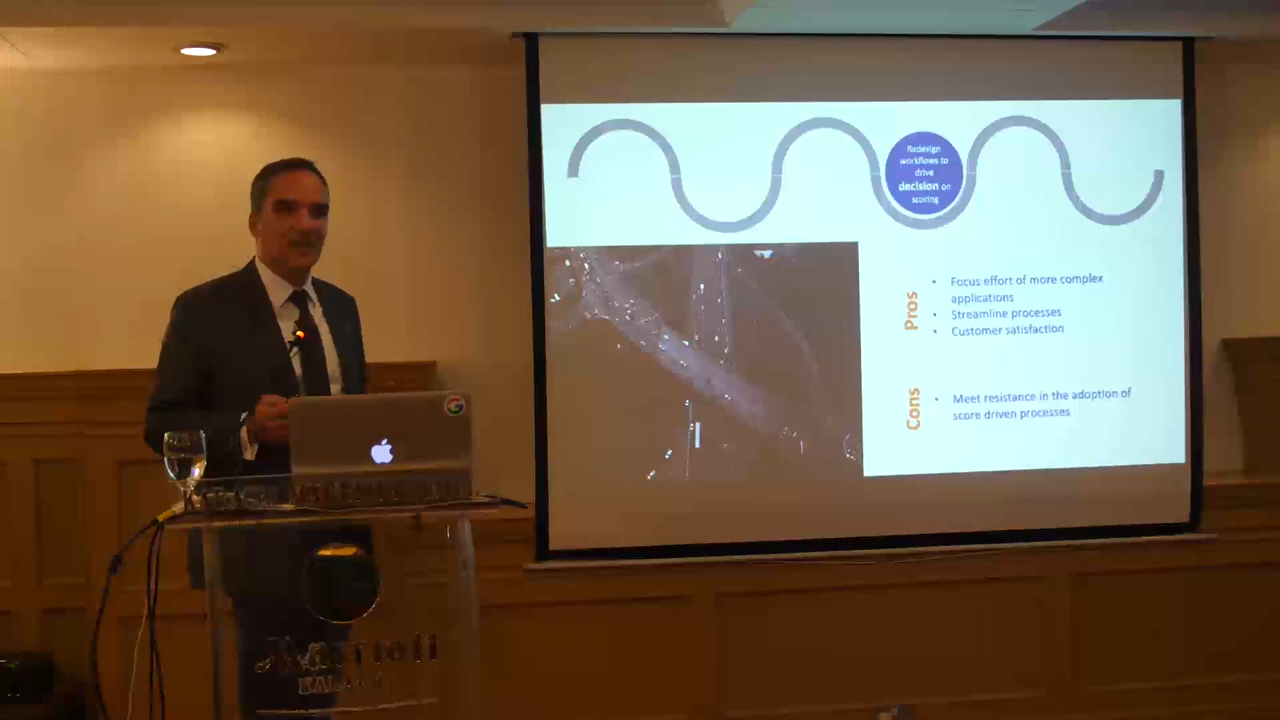 Redesign
workflows to
drive
decision on
scoring
Pros
• Focus effort of more complex
applications
• Streamline processes
• Customer satisfaction
Cons
• Meet resistance in the adoption of
score driven processes
G
Marriott